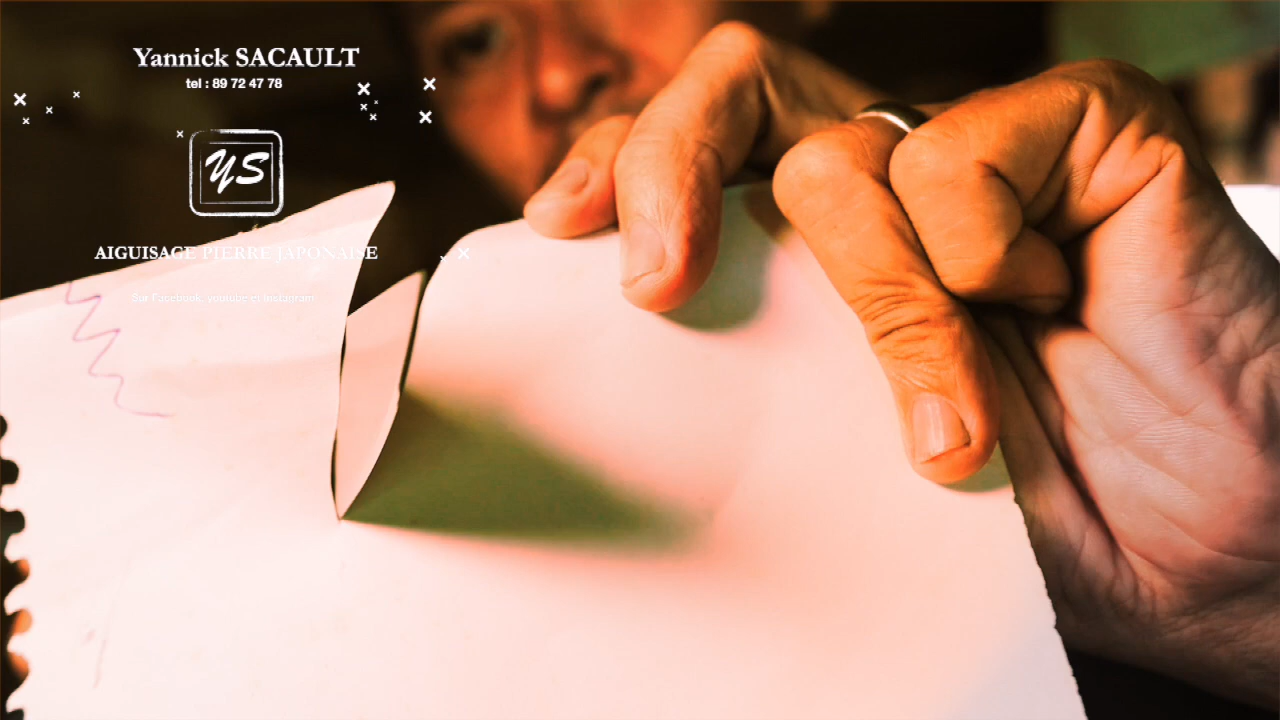 Yannick SACAULT
tel : 89 72 47 78
YS
AIGUISAGE PIERRE JAPONAISE
Sur Facebook, youtube et Instagram